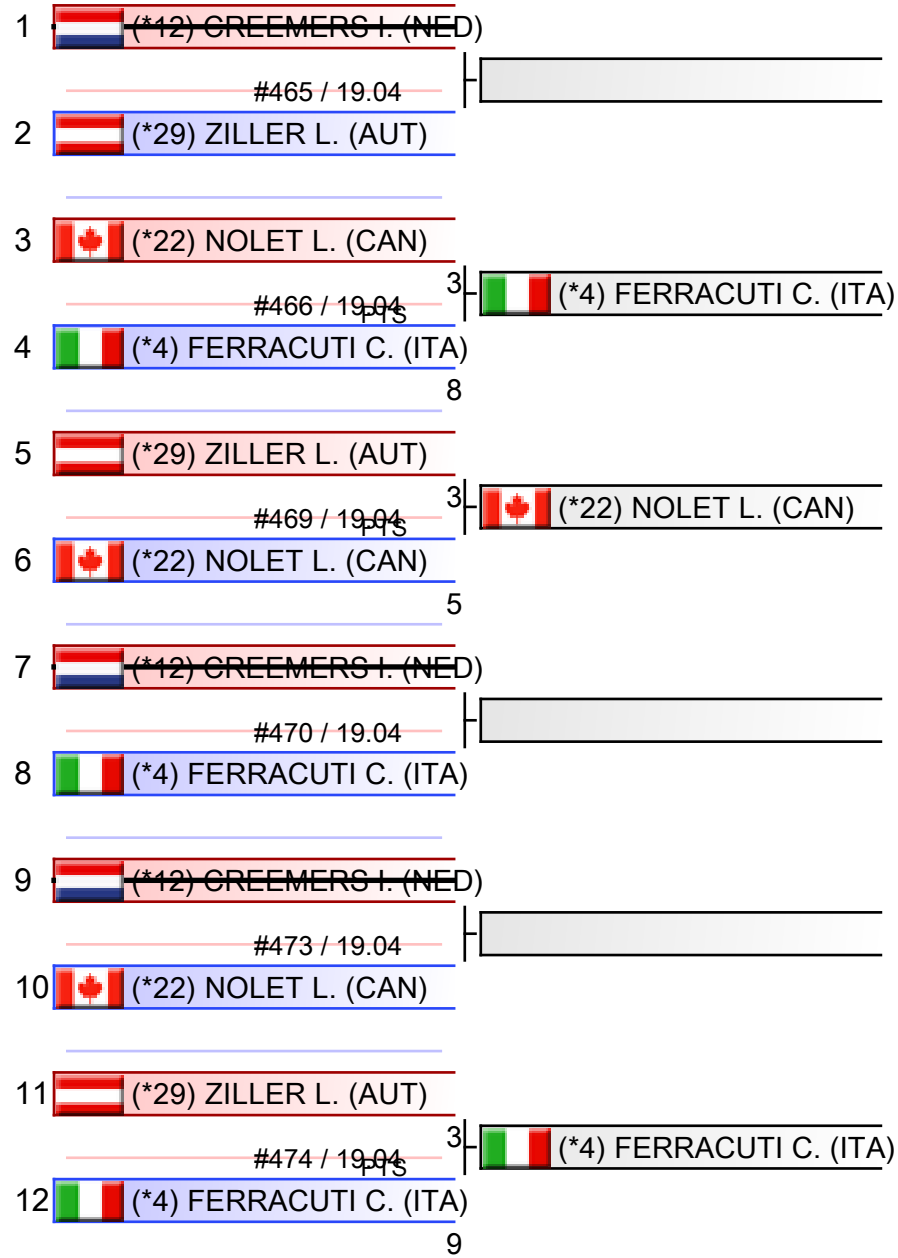 1 (*12) CREEMERS I. (NED)
#465 / 19.04
2 (*29) ZILLER L. (AUT)
3 (*22) NOLET L. (CAN)
3 (*4) FERRACUTI C. (ITA)
#466 / 19.04
PTS
4 (*4) FERRACUTI C. (ITA)
8
5 (*29) ZILLER L. (AUT)
3 (*22) NOLET L. (CAN)
#469 / 19.04
PTS
6 (*22) NOLET L. (CAN)
5
7 (*12) CREEMERS I. (NED)
#470 / 19.04
8 (*4) FERRACUTI C. (ITA)
9 (*12) CREEMERS I. (NED)
#473 / 19.04
10 (*22) NOLET L. (CAN)
11 (*29) ZILLER L. (AUT)
3 (*4) FERRACUTI C. (ITA)
#474 / 19.04
PTS
12 (*4) FERRACUTI C. (ITA)
9